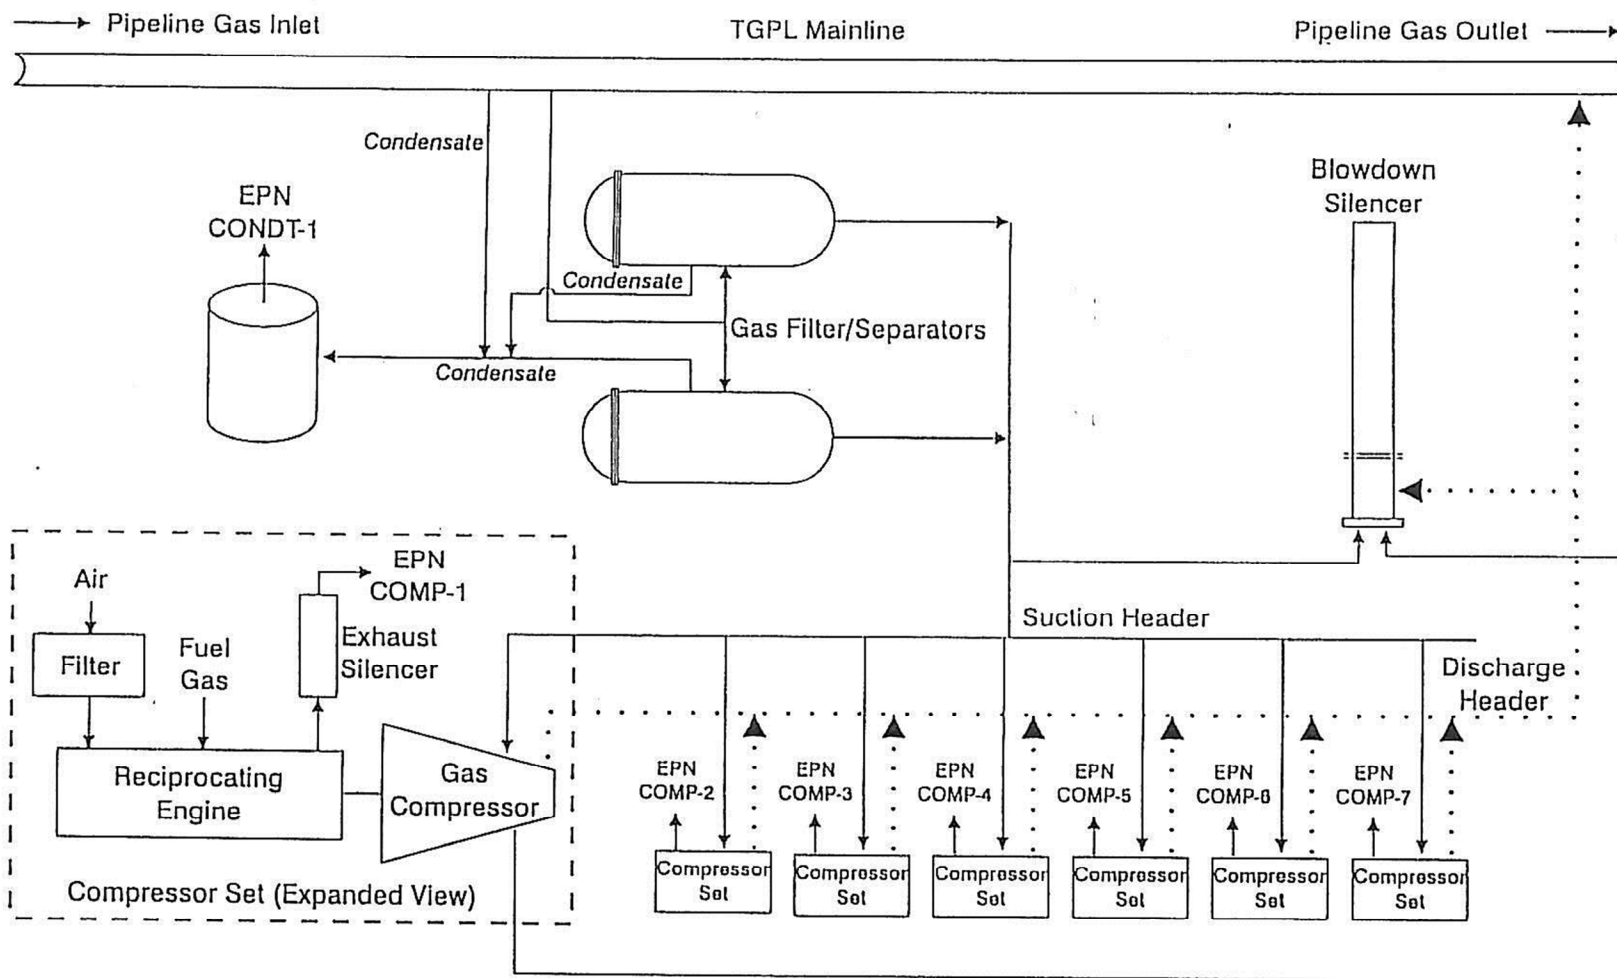 Pipeline Gas Inlet
TGPL Mainline
Pipeline Gas Outlet
Condensate
Blowdown
Silencer
EPN
CONDT-1
Condensate
Gas Filter/Separators
Condensate
EPN
COMP-1
Air
Exhaust
Silencer
Filter
Fuel
Gas
Suction Header
Discharge
Header
Reciprocating
Engine
Gas
Compressor
EPN
COMP-2
EPN
COMP-3
EPN
COMP-4
EPN
COMP-5
EPN
COMP-6
EPN
COMP-7
Compressor
Set
Compressor
Set
Compressor
Set
Compressor
Set
Compressor
Set
Compressor
Set
Compressor Set (Expanded View)